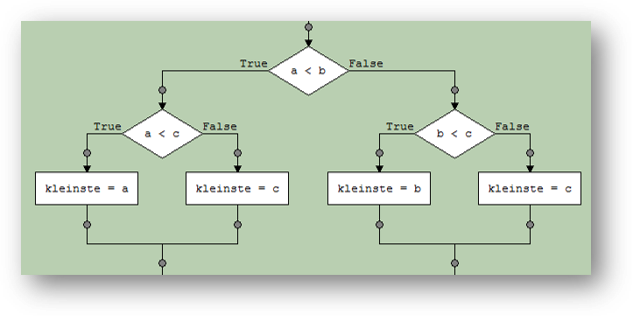 True
False
a < b
True
False
a < c
True
False
b < c
kleinste = a
kleinste = c
kleinste = b
kleinste = c